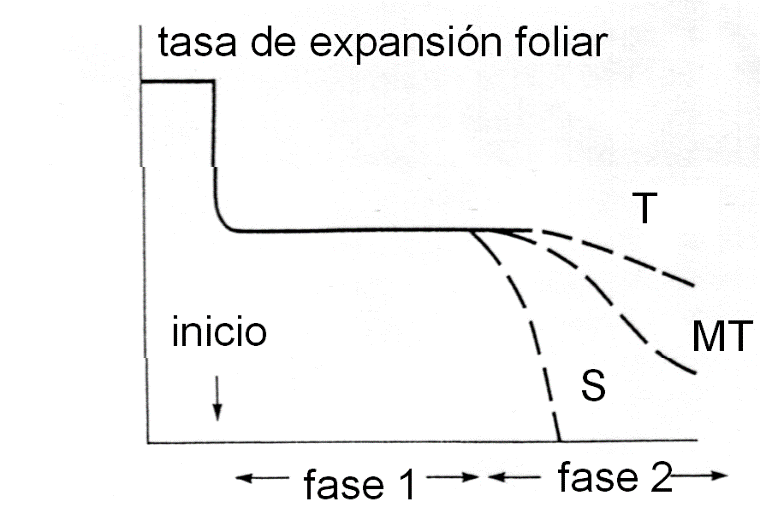 tasa de expansión foliar
T
inicio
MT
S
fase 1
fase 2